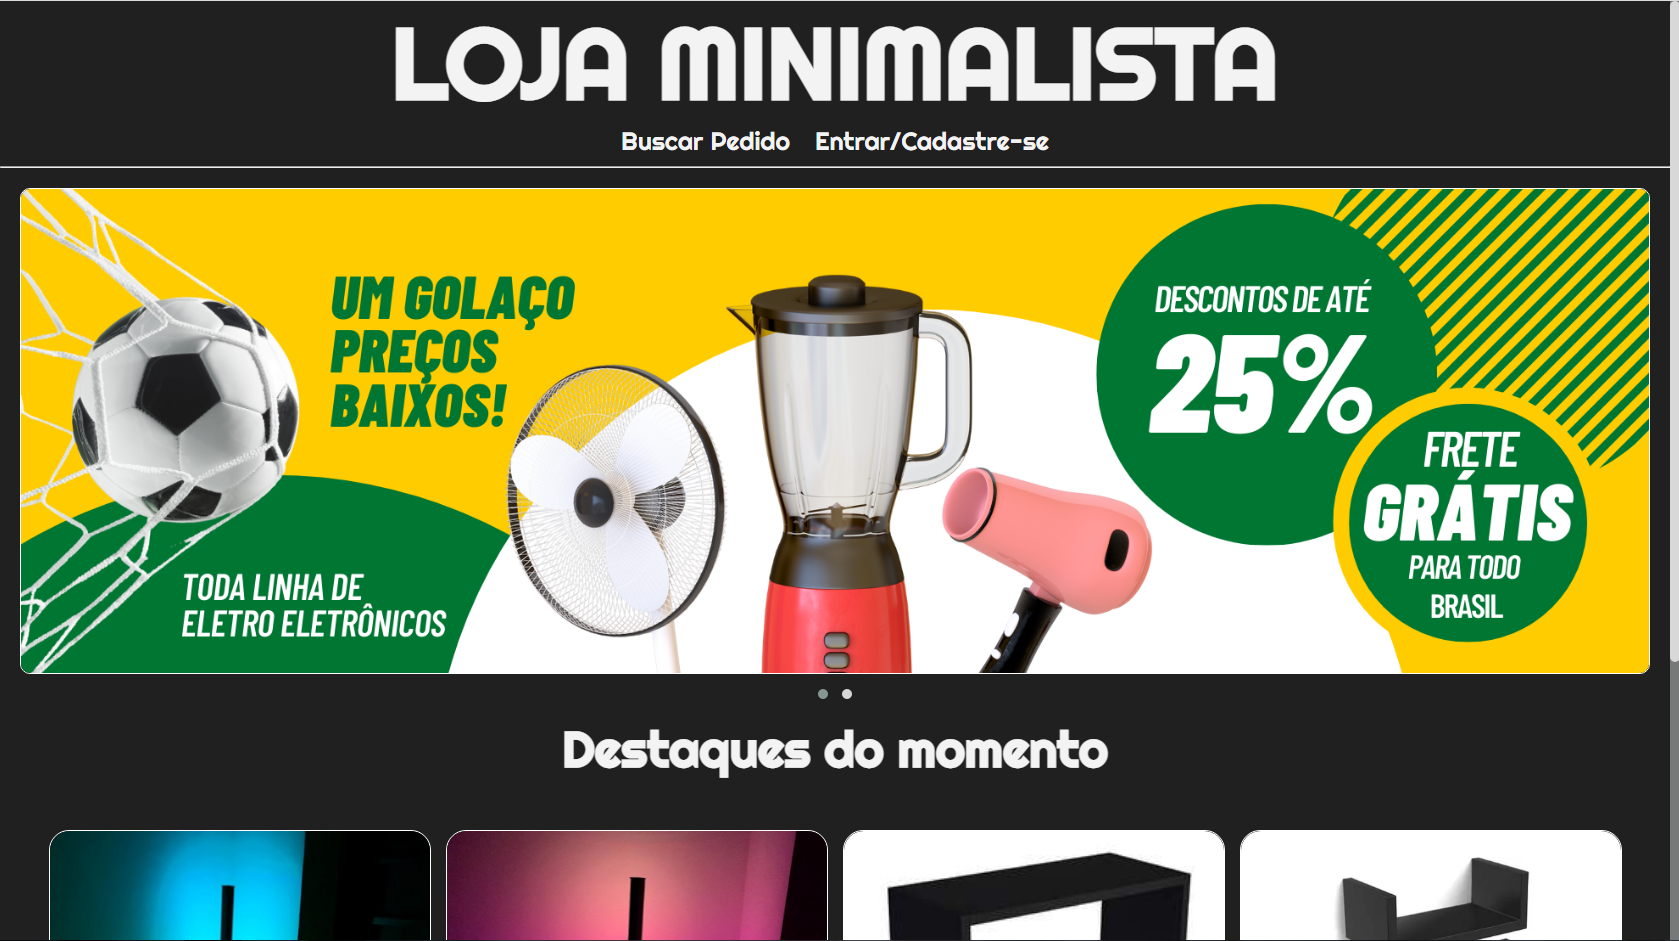 LOJA MINIMALISTA
Buscar Pedido Entrar/Cadastre-se
UM GOLAÇO
PREÇOS
BAIXOS!
TODA LINHA DE
ELETRO ELETRÔNICOS
DESCONTOS DE ATÉ
25%
FRETE
GRÁTIS
PARA TODO
BRASIL
Destaques do momento